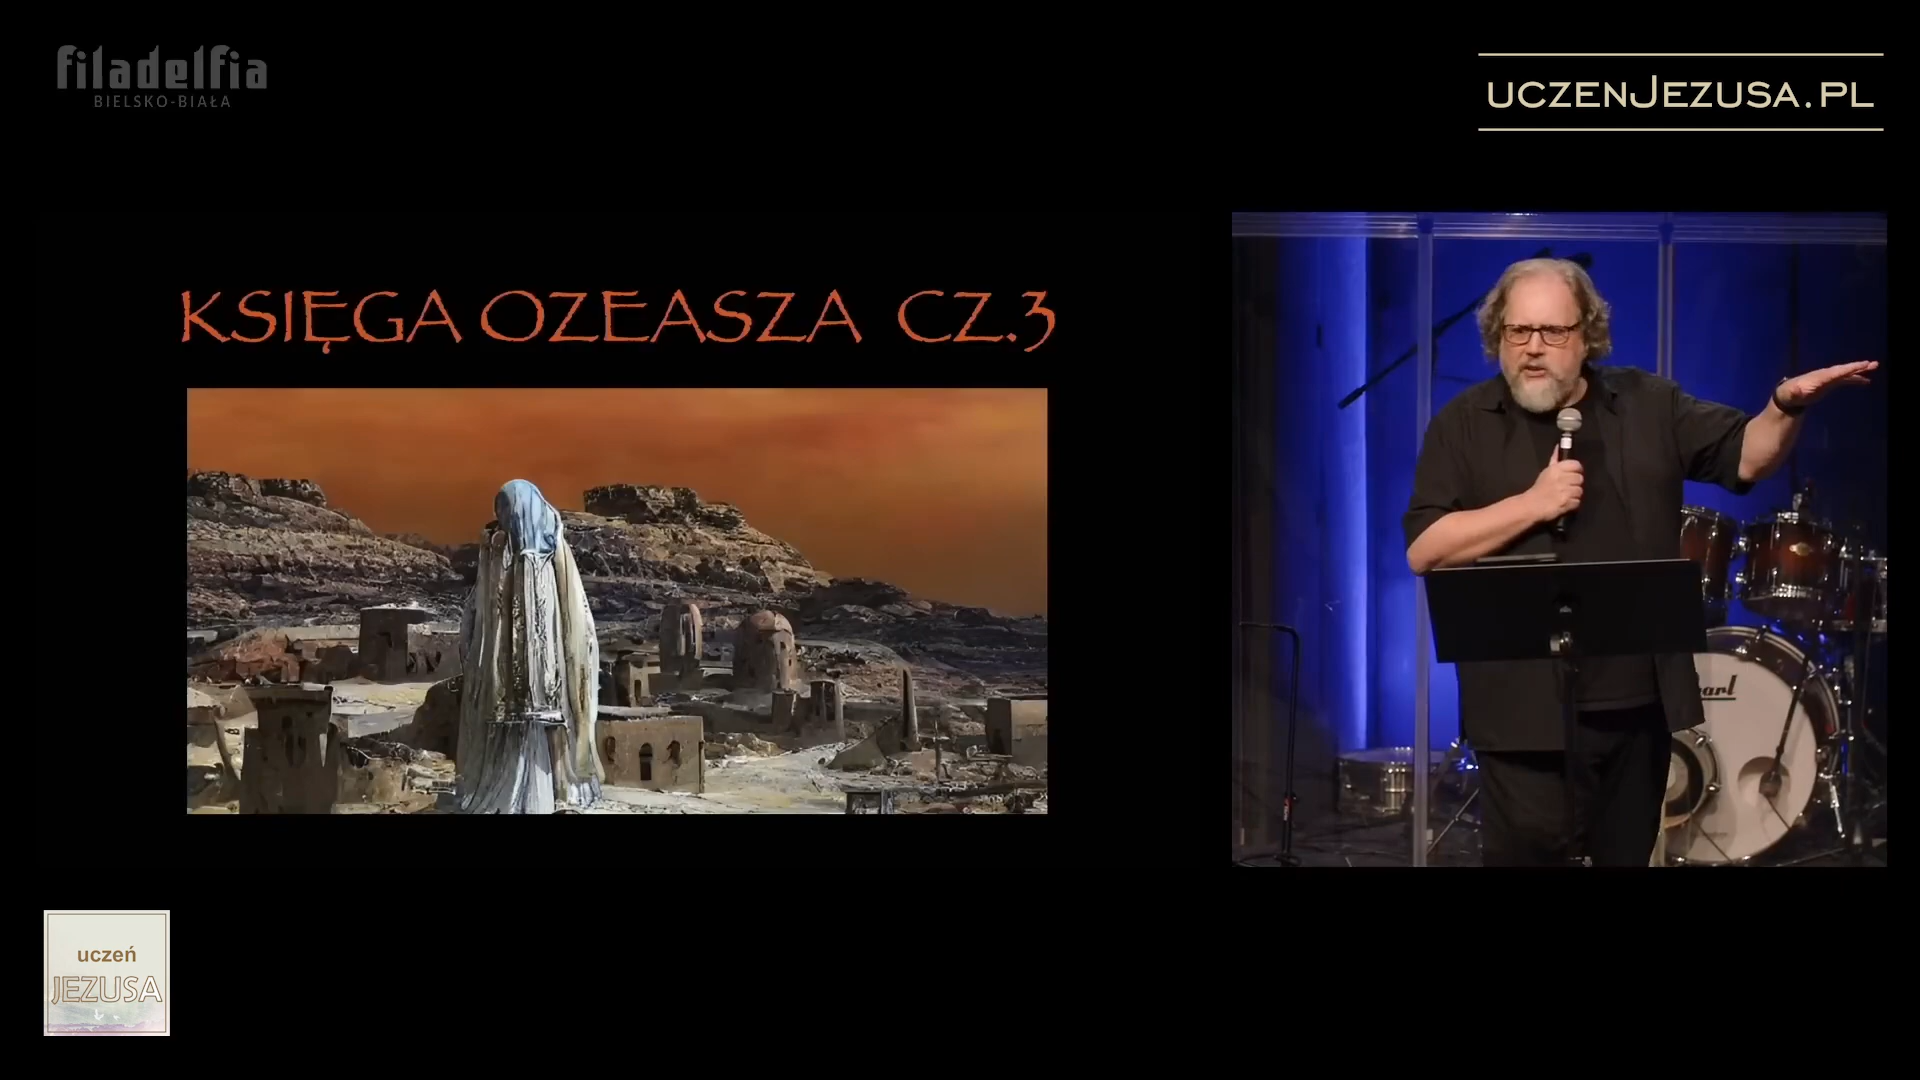 filadelfia
BIELSKO-BIAŁA
UCZENJEZUSA.PL
KSIĘGA OZEASZA CZ.3
uczeń
JEZUSA